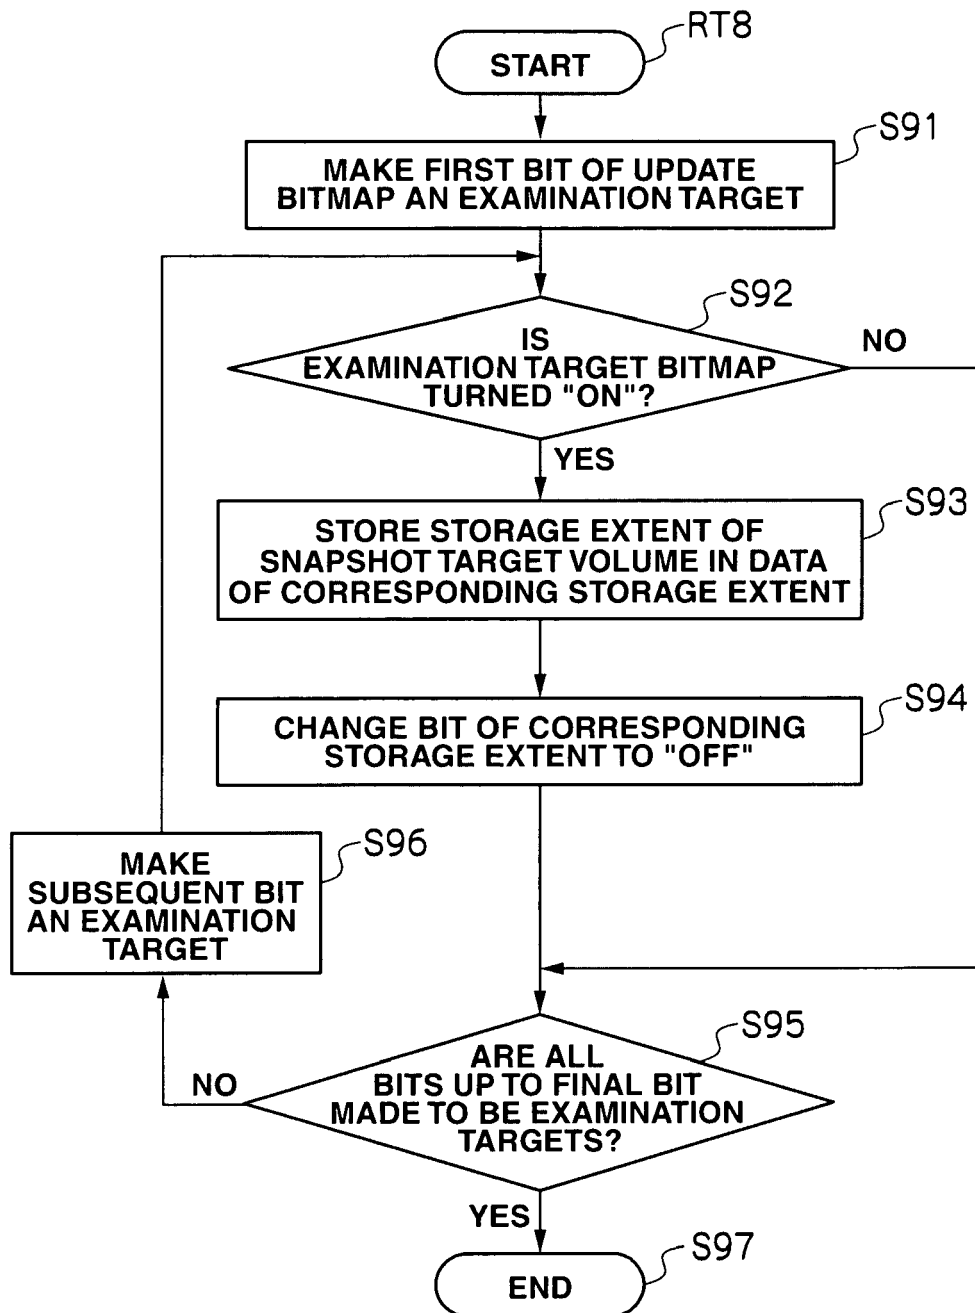 RT8
START
S91
MAKE FIRST BIT OF UPDATE
BITMAP AN EXAMINATION TARGET
S92
IS
EXAMINATION TARGET BITMAP
TURNED "ON"?
NO
YES
S93
STORE STORAGE EXTENT OF
SNAPSHOT TARGET VOLUME IN DATA
OF CORRESPONDING STORAGE EXTENT
S94
CHANGE BIT OF CORRESPONDING
STORAGE EXTENT TO "OFF"
S96
MAKE
SUBSEQUENT BIT
AN EXAMINATION
TARGET
S95
ARE ALL
BITS UP TO FINAL BIT
MADE TO BE EXAMINATION
TARGETS?
NO
YES
S97
END